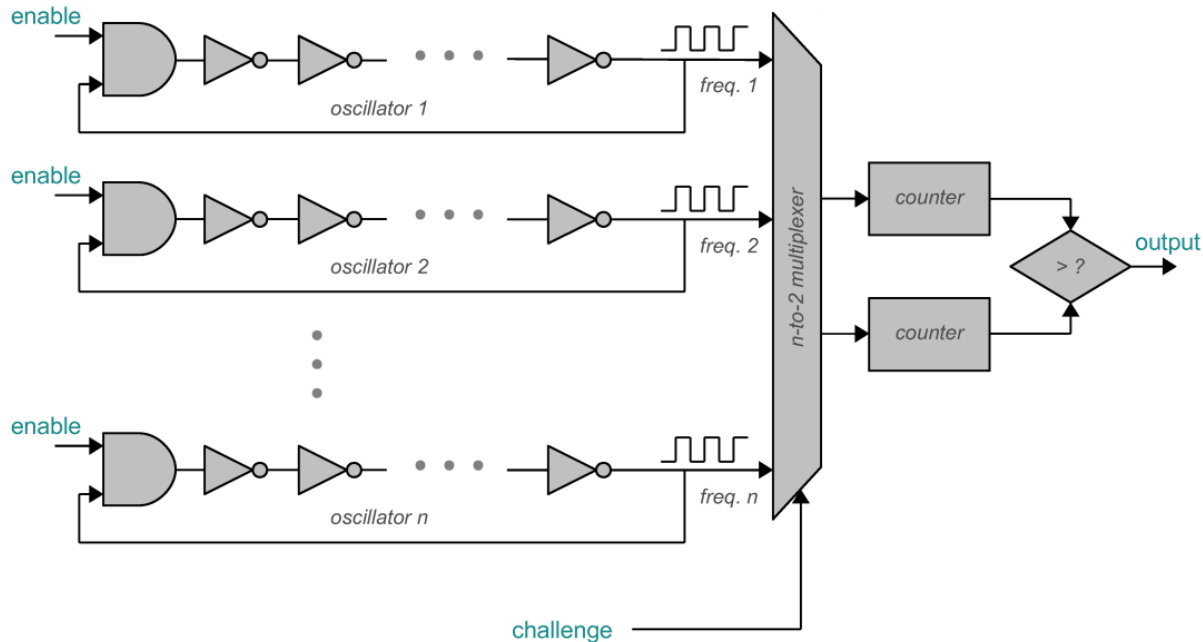 enable
freq. 1
oscillator 1
enable
freq. 2
oscillator 2
n-to-2 multiplexer
counter
> ?
output
counter
enable
freq. n
oscillator n
challenge